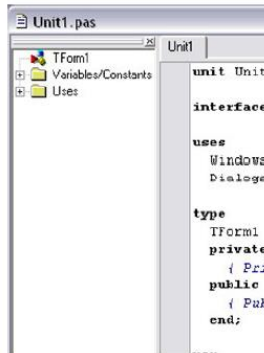 Unit1.pas
TForm1
Variables/Constants
Uses
Unit1
unit Unit
interface
uses
Windows
Dialogs
type
TForm1
private
{ Pri
public
{ Pub
end;